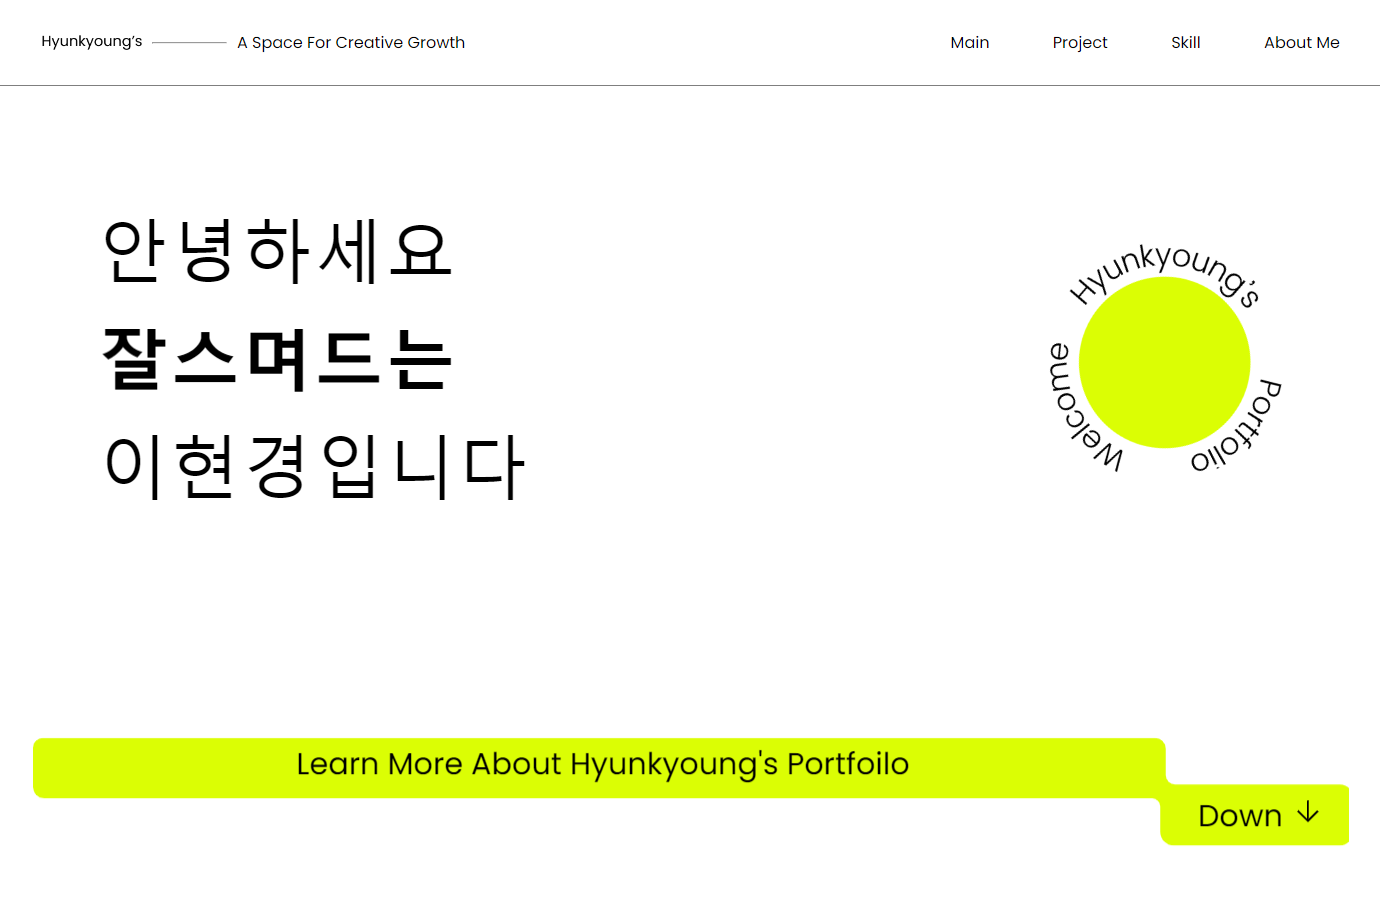 Hyunkyoung’s A Space For Creative Growth Main Project Skill About Me
안녕하세요
잘스며드는
이현경입니다
Welcome Hyunkyoung’s Portfolio
Learn More About Hyunkyoung's Portfoilo
Down ↓